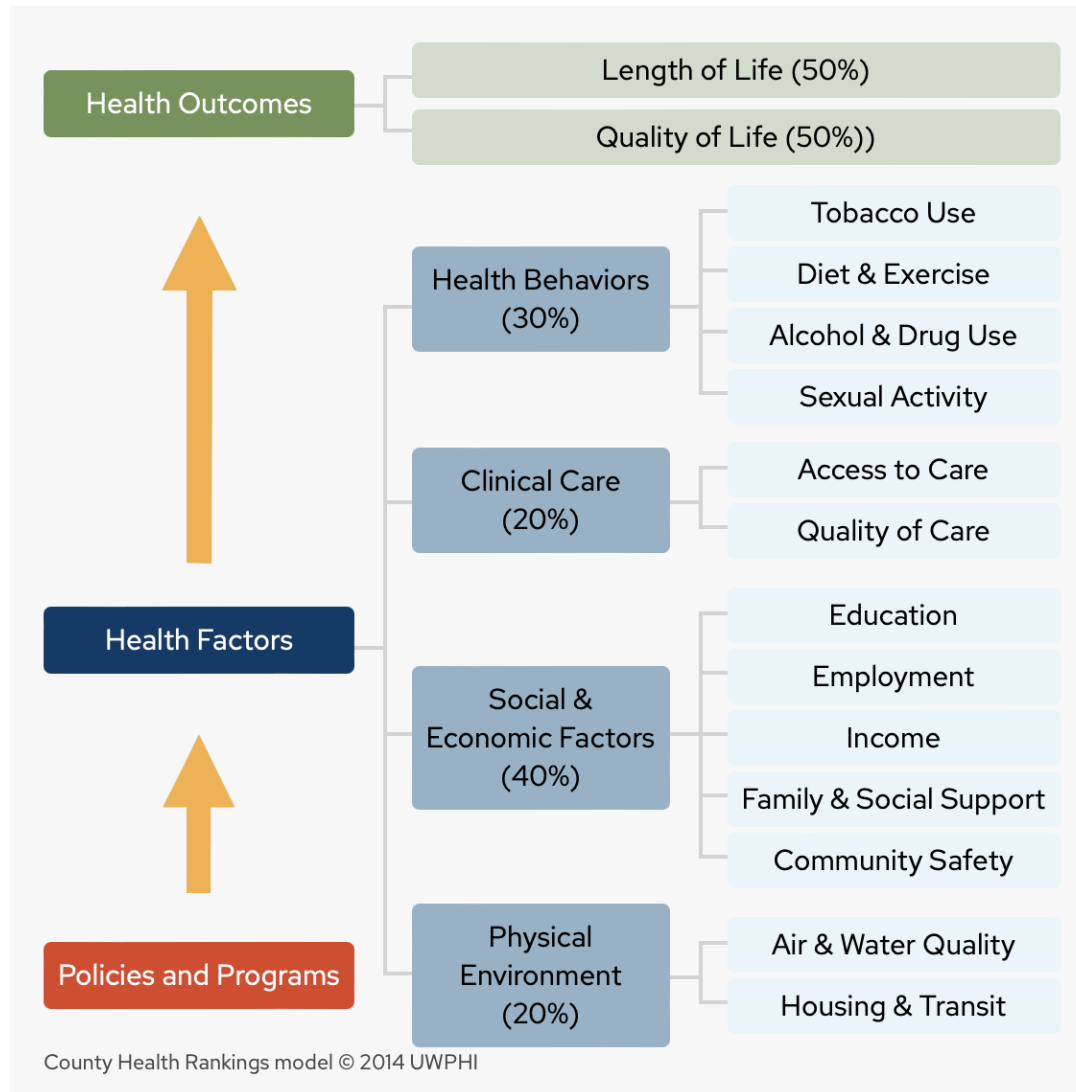 Health Outcomes
Length of Life (50%)
Quality of Life (50%))
Health Factors
Health Behaviors
(30%)
Tobacco Use
Diet & Exercise
Alcohol & Drug Use
Sexual Activity
Clinical Care
(20%)
Access to Care
Quality of Care
Social &
Economic Factors
(40%)
Education
Employment
Income
Family & Social Support
Community Safety
Physical
Environment
(20%)
Air & Water Quality
Housing & Transit
Policies and Programs
County Health Rankings model © 2014 UWPHI